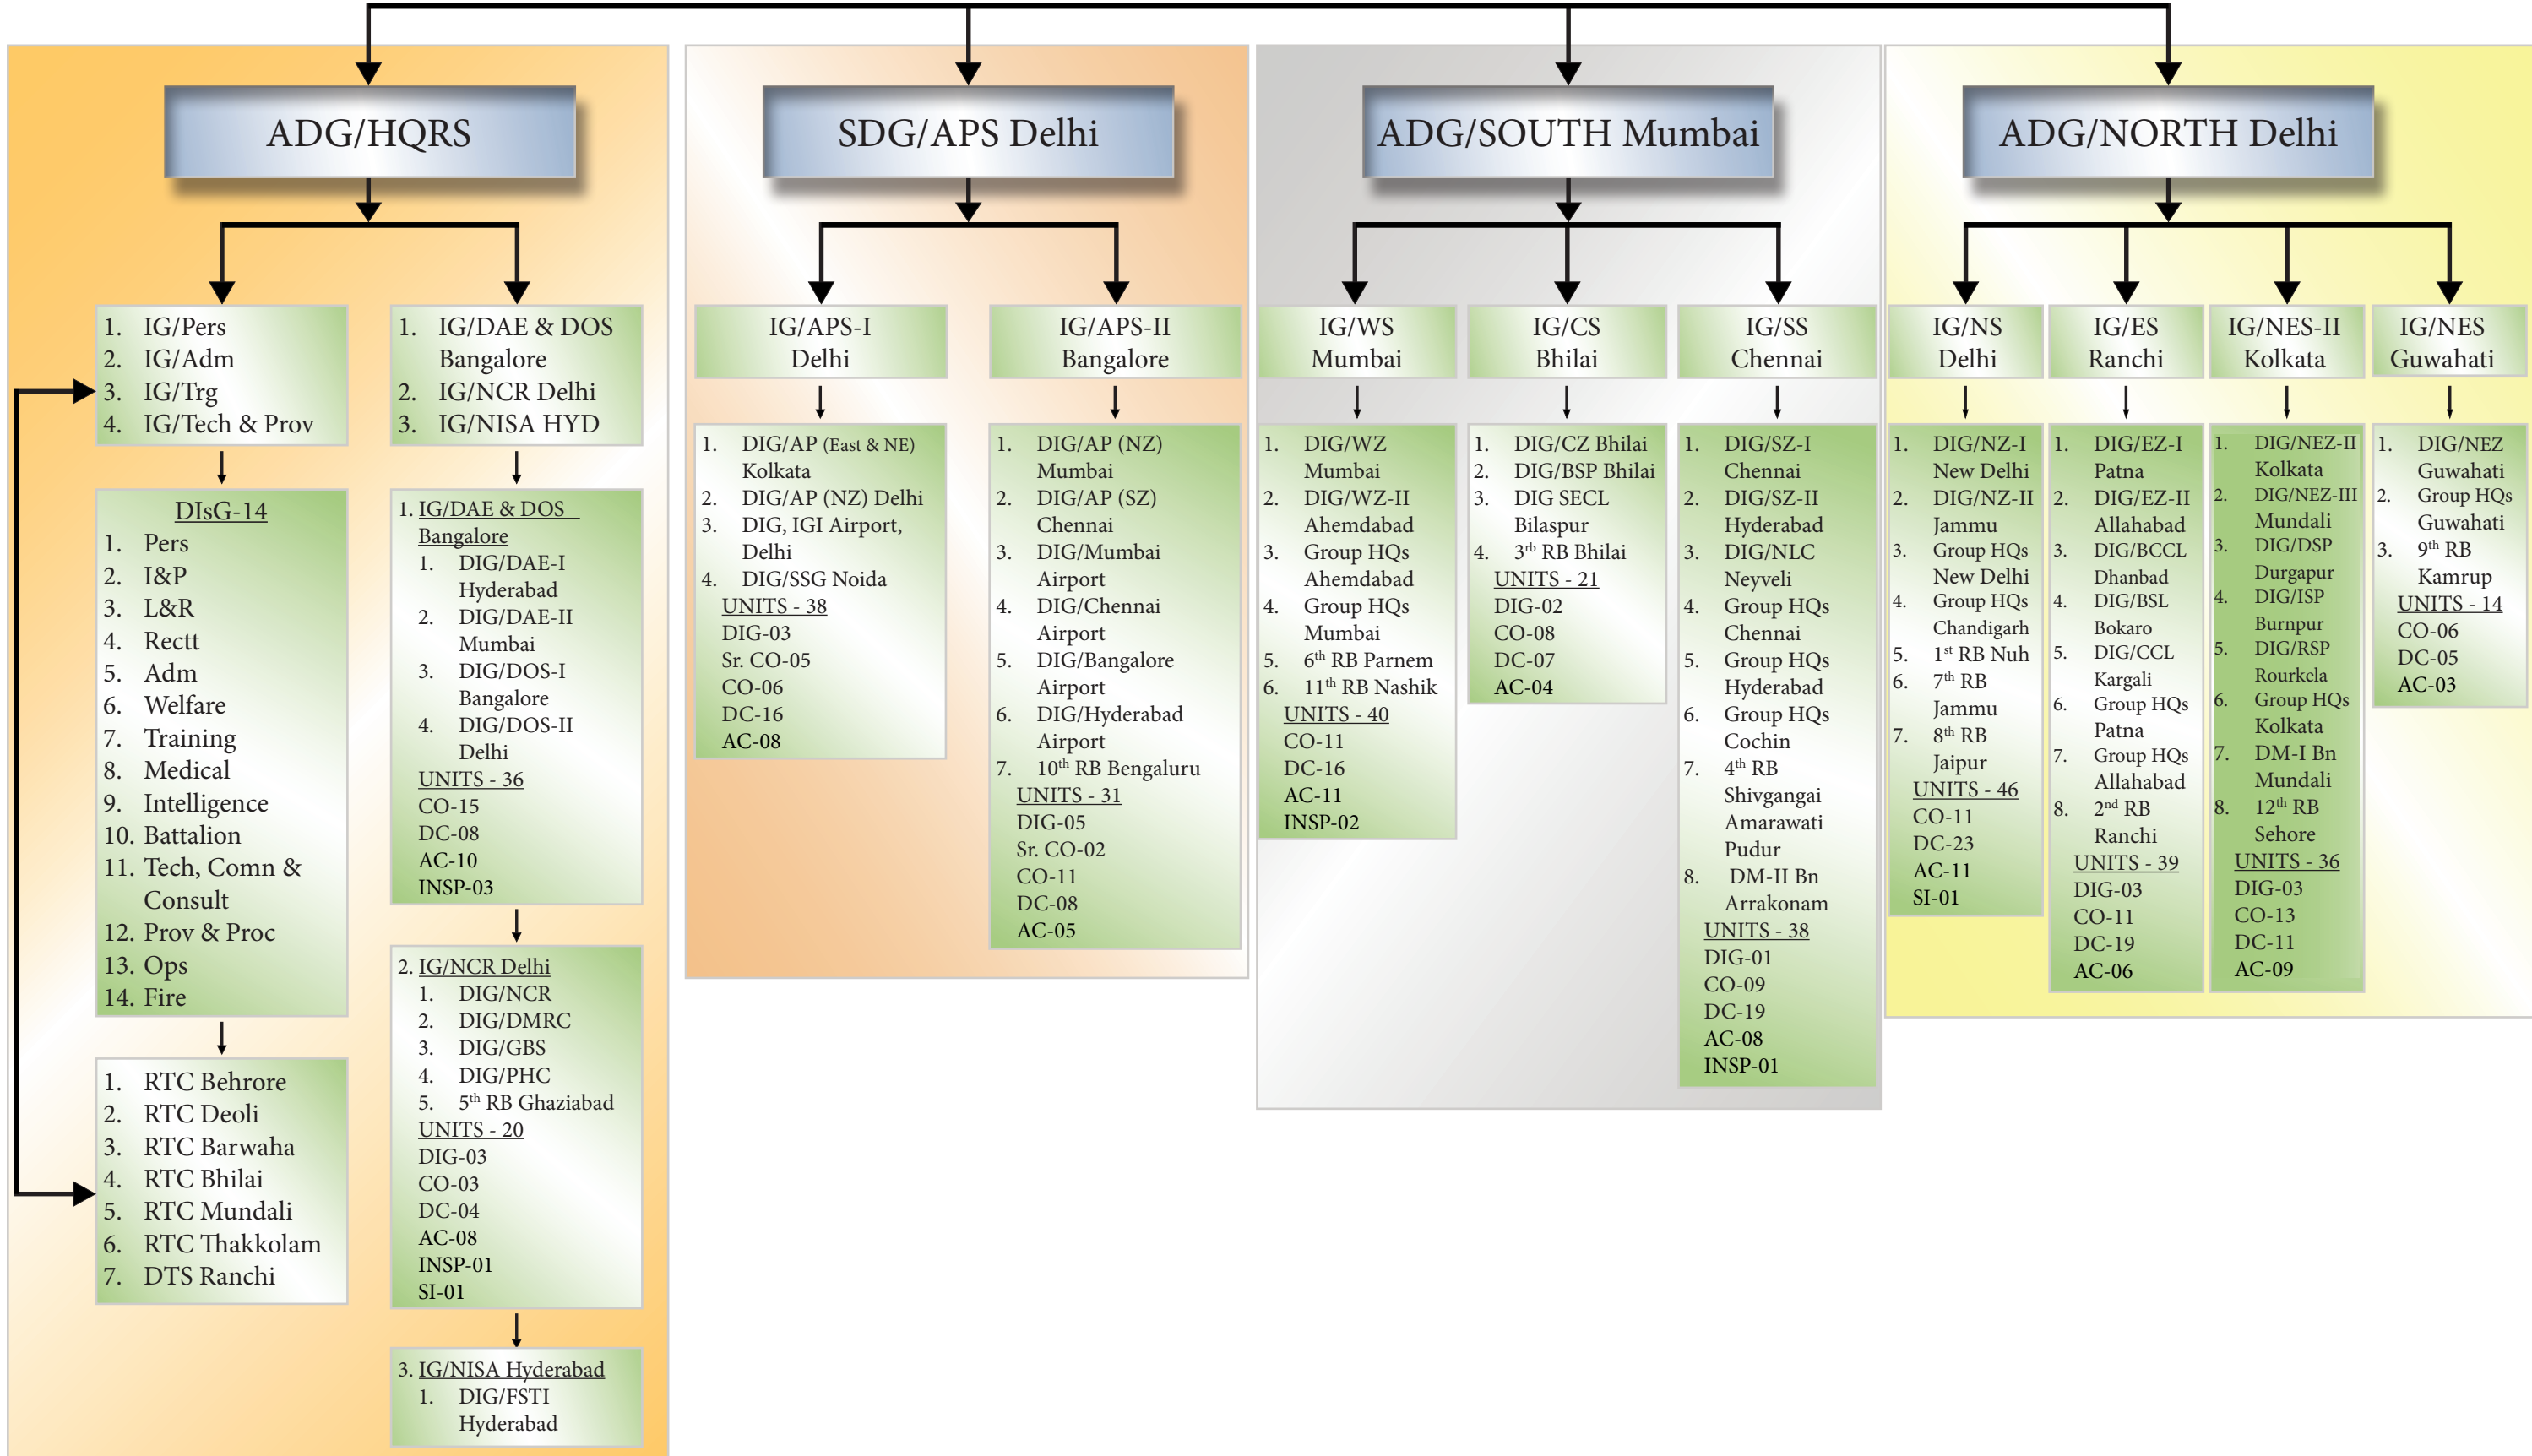 ADG/HQRS
1. IG/Pers
2. IG/Adm
3. IG/Trg
4. IG/Tech & Prov
DIsG-14
1. Pers
2. I&P
3. L&R
4. Rectt
5. Adm
6. Welfare
7. Training
8. Medical
9. Intelligence
10. Battalion
11. Tech, Comn &
Consult
12. Prov & Proc
13. Ops
14. Fire
1. RTC Behrore
2. RTC Deoli
3. RTC Barwaha
4. RTC Bhilai
5. RTC Mundali
6. RTC Thakkolam
7. DTS Ranchi
1. IG/DAE & DOS
Bangalore
2. IG/NCR Delhi
3. IG/NISA HYD
1. IG/DAE & DOS
Bangalore
1. DIG/DAE-I
Hyderabad
2. DIG/DAE-II
Mumbai
3. DIG/DOS-I
Bangalore
4. DIG/DOS-II
Delhi
UNITS - 36
CO-15
DC-08
AC-10
INSP-03
2. IG/NCR Delhi
1. DIG/NCR
2. DIG/DMRC
3. DIG/GBS
4. DIG/PHC
5. 5th RB Ghaziabad
UNITS - 20
DIG-03
CO-03
DC-04
AC-08
INSP-01
SI-01
3. IG/NISA Hyderabad
1. DIG/FSTI
Hyderabad
SDG/APS Delhi
IG/APS-I
Delhi
1. DIG/AP (East & NE)
Kolkata
2. DIG/AP (NZ) Delhi
3. DIG, IGI Airport,
Delhi
4. DIG/SSG Noida
UNITS - 38
DIG-03
Sr. CO-05
CO-06
DC-16
AC-08
IG/APS-II
Bangalore
1. DIG/AP (NZ)
Mumbai
2. DIG/AP (SZ)
Chennai
3. DIG/Mumbai
Airport
4. DIG/Chennai
Airport
5. DIG/Bangalore
Airport
6. DIG/Hyderabad
Airport
7. 10th RB Bengaluru
UNITS - 31
DIG-05
Sr. CO-02
CO-11
DC-08
AC-05
ADG/SOUTH Mumbai
IG/WS
Mumbai
1. DIG/WZ
Mumbai
2. DIG/WZ-II
Ahemdabad
3. Group HQs
Ahemdabad
4. Group HQs
Mumbai
5. 6th RB Parnem
6. 11th RB Nashik
UNITS - 40
CO-11
DC-16
AC-11
INSP-02
IG/CS
Bhilai
1. DIG/CZ Bhilai
2. DIG/BSP Bhilai
3. DIG SECL
Bilaspur
4. 3rb RB Bhilai
UNITS - 21
DIG-02
CO-08
DC-07
AC-04
IG/SS
Chennai
1. DIG/SZ-I
Chennai
2. DIG/SZ-II
Hyderabad
3. DIG/NLC
Neyveli
4. Group HQs
Chennai
5. Group HQs
Hyderabad
6. Group HQs
Cochin
7. 4th RB
Shivgangai
Amarawati
Pudur
8. DM-II Bn
Arrakonam
UNITS - 38
DIG-01
CO-09
DC-19
AC-08
INSP-01
ADG/NORTH Delhi
IG/NS
Delhi
1. DIG/NZ-I
New Delhi
2. DIG/NZ-II
Jammu
3. Group HQs
New Delhi
4. Group HQs
Chandigarh
5. 1st RB Nuh
6. 7th RB
Jammu
7. 8th RB
Jaipur
UNITS - 46
CO-11
DC-23
AC-11
SI-01
IG/ES
Ranchi
1. DIG/EZ-I
Patna
2. DIG/EZ-II
Allahabad
3. DIG/BCCL
Dhanbad
4. DIG/BSL
Bokaro
5. DIG/CCL
Kargali
6. Group HQs
Patna
7. Group HQs
Allahabad
8. 2nd RB
Ranchi
UNITS - 39
DIG-03
CO-11
DC-19
AC-06
IG/NES-II
Kolkata
1. DIG/NEZ-II
Kolkata
2. DIG/NEZ-III
Mundali
3. DIG/DSP
Durgapur
4. DIG/ISP
Burnpur
5. DIG/RSP
Rourkela
6. Group HQs
Kolkata
7. DM-I Bn
Mundali
8. 12th RB
Sehore
UNITS - 36
DIG-03
CO-13
DC-11
AC-09
IG/NES
Guwahati
1. DIG/NEZ
Guwahati
2. Group HQs
Guwahati
3. 9th RB
Kamrup
UNITS - 14
CO-06
DC-05
AC-03